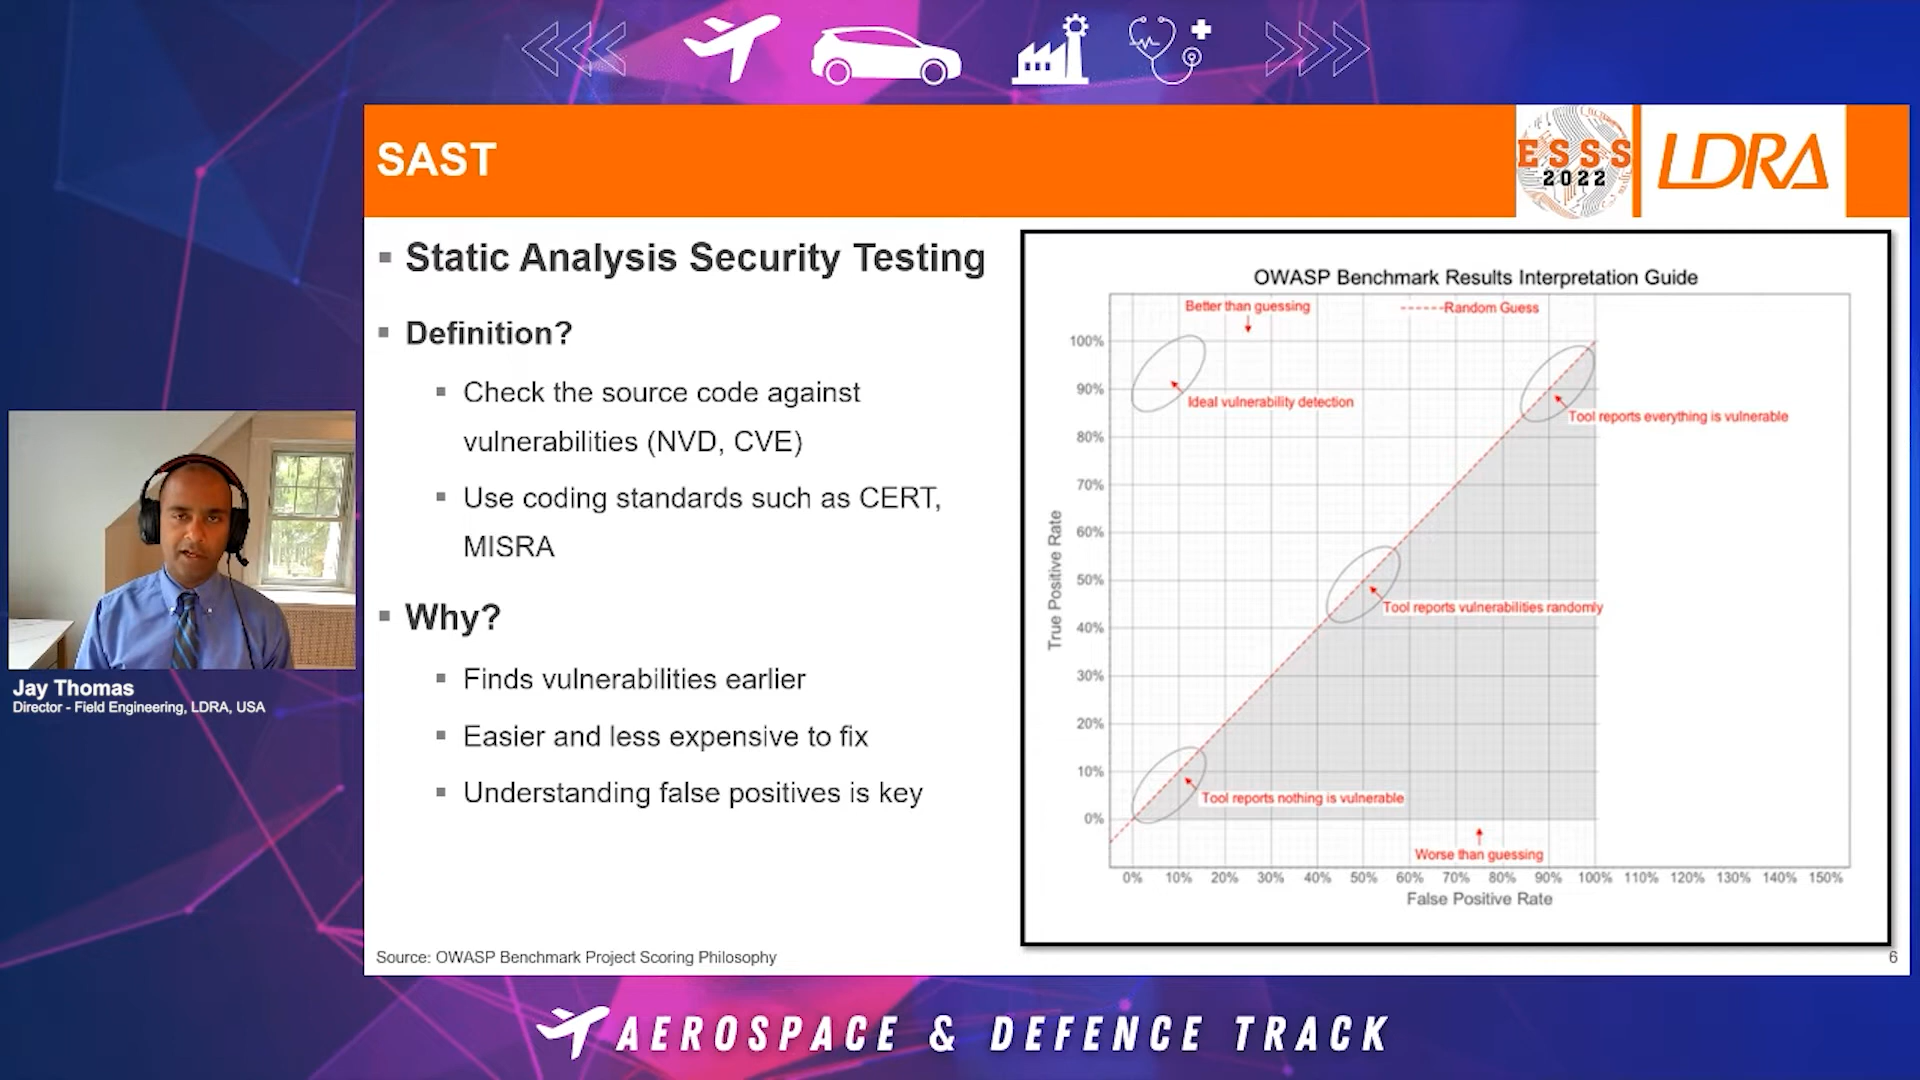 SAST
ESSS
2022
LDRA
Static Analysis Security Testing
Definition?
Check the source code against
vulnerabilities (NVD, CVE)
Use coding standards such as CERT,
MISRA
Why?
Finds vulnerabilities earlier
Easier and less expensive to fix
Understanding false positives is key
OWASP Benchmark Results Interpretation Guide
Better than guessing
Random Guess
100%
90%
80%
70%
60%
50%
40%
30%
20%
10%
0%
Ideal vulnerability detection
Tool reports everything is vulnerable
Tool reports vulnerabilities randomly
Tool reports nothing is vulnerable
Worse than guessing
True Positive Rate
0% 10% 20% 30% 40% 50% 60% 70% 80% 90% 100% 110% 120% 130% 140% 150%
False Positive Rate
Source: OWASP Benchmark Project Scoring Philosophy
6
Jay Thomas
Director - Field Engineering, LDRA, USA
AEROSPACE & DEFENCE TRACK